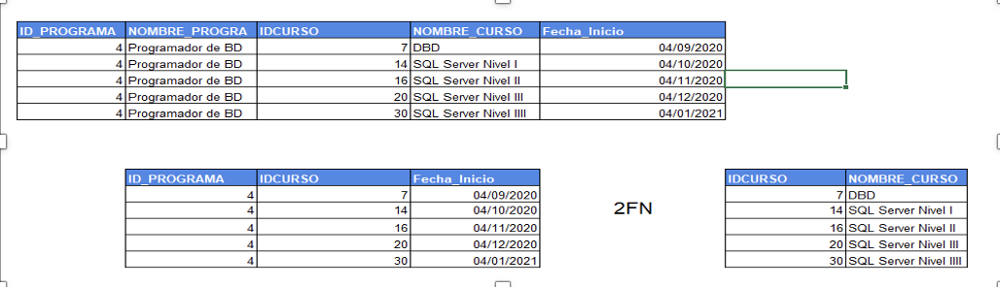 ID_PROGRAMA NOMBRE_PROGRA IDCURSO NOMBRE_CURSO Fecha_Inicio
4 Programador de BD 7 DBD 04/09/2020
4 Programador de BD 14 SQL Server Nivel I 04/10/2020
4 Programador de BD 16 SQL Server Nivel II 04/11/2020
4 Programador de BD 20 SQL Server Nivel III 04/12/2020
4 Programador de BD 30 SQL Server Nivel IIII 04/01/2021
ID_PROGRAMA IDCURSO Fecha_Inicio
4 7 04/09/2020
4 14 04/10/2020
4 16 04/11/2020
4 20 04/12/2020
4 30 04/01/2021
2FN
IDCURSO NOMBRE_CURSO
7 DBD
14 SQL Server Nivel I
16 SQL Server Nivel II
20 SQL Server Nivel III
30 SQL Server Nivel IIII